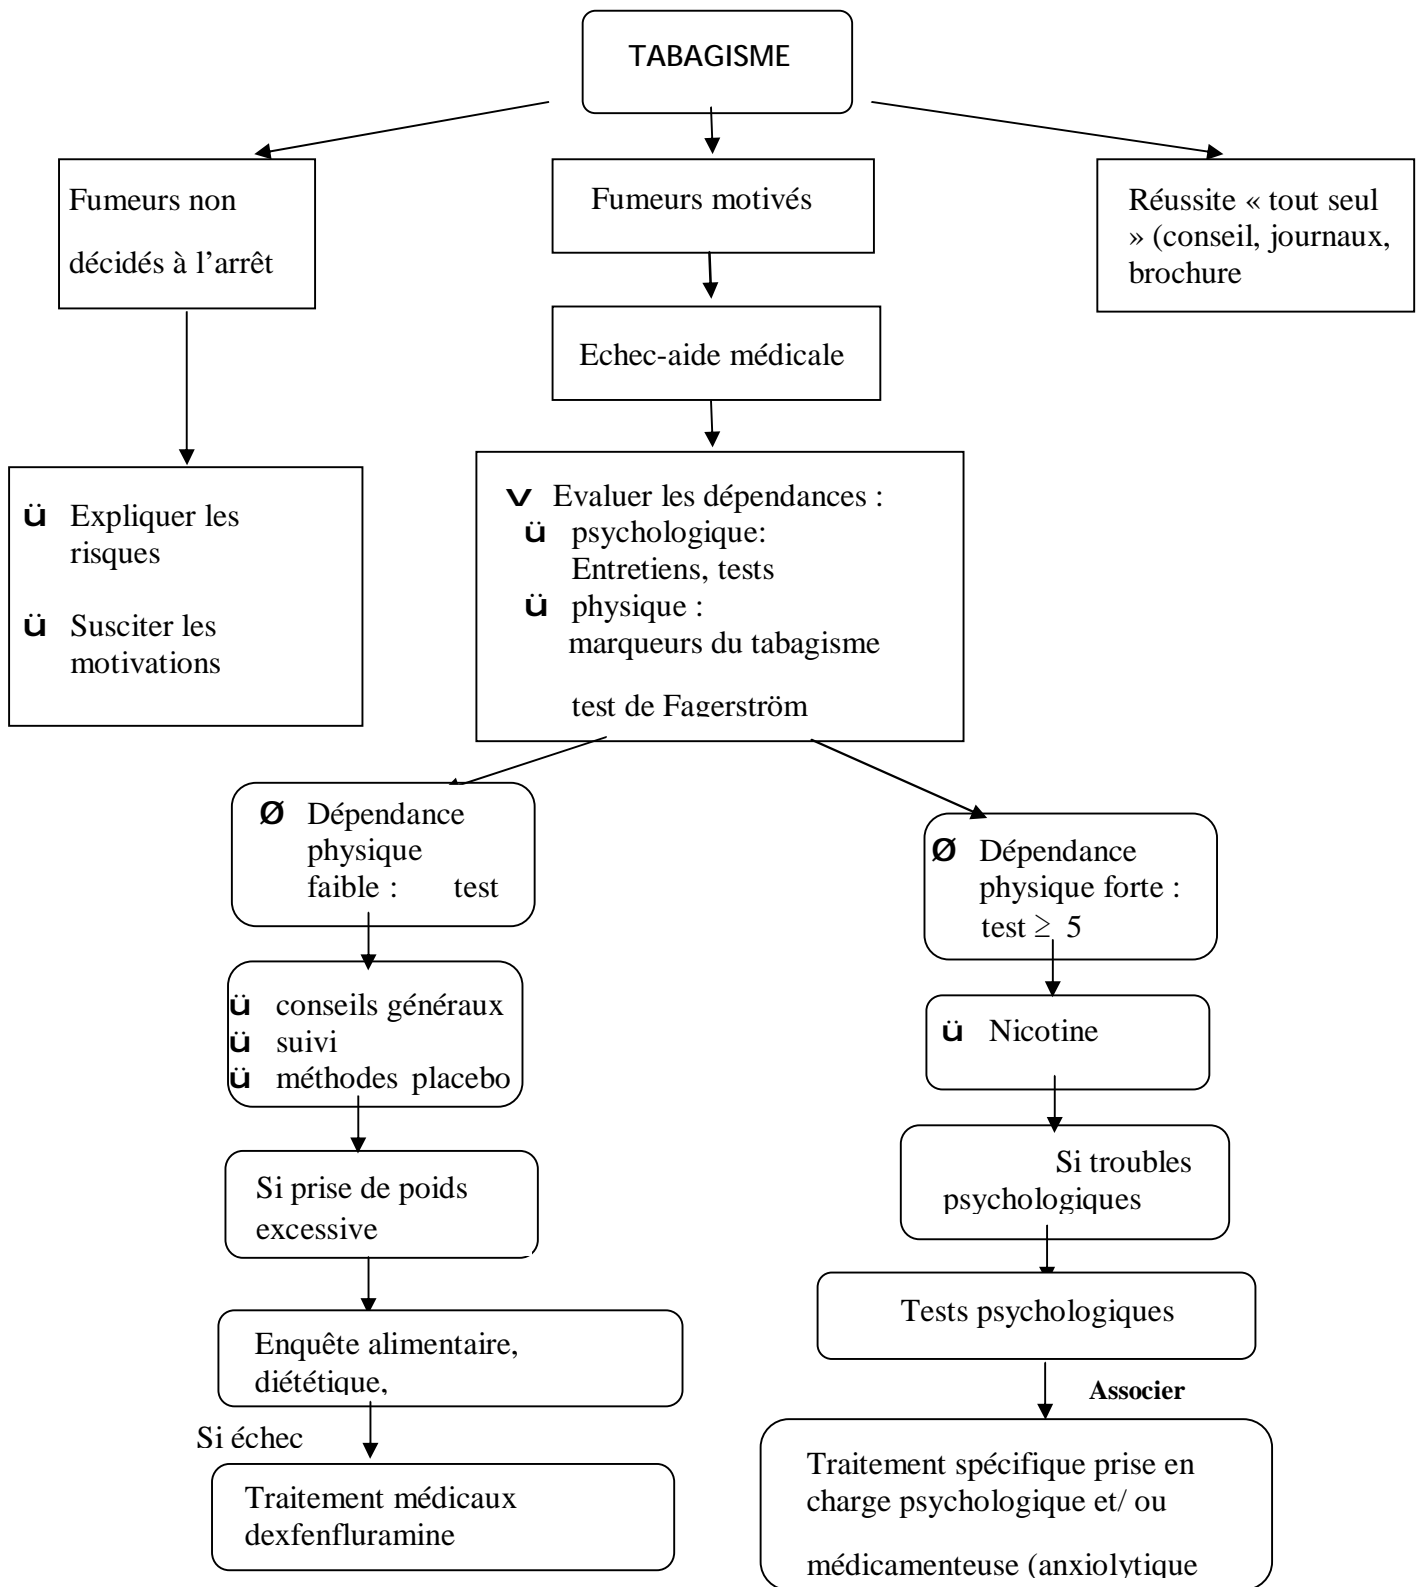 TABAGISME
Fumeurs non
décidés à l’arrêt
Fumeurs motivés
Réussite « tout seul
» (conseil, journaux,
brochure
Echec-aide médicale
ü Expliquer les
risques
ü Susciter les
motivations
v Evaluer les dépendances :
ü psychologique:
Entretiens, tests
ü physique :
marqueurs du tabagisme
test de Fagerström
Ø Dépendance
physique
faible : test
Ø Dépendance
physique forte :
test ≥ 5
ü conseils généraux
ü suivi
ü méthodes placebo
ü Nicotine
Si prise de poids
excessive
Si troubles
psychologiques
Enquête alimentaire,
diététique,
Tests psychologiques
Si échec
Associer
Traitement médicaux
dexfenfluramine
Traitement spécifique prise en
charge psychologique et/ ou
médicamenteuse (anxiolytique